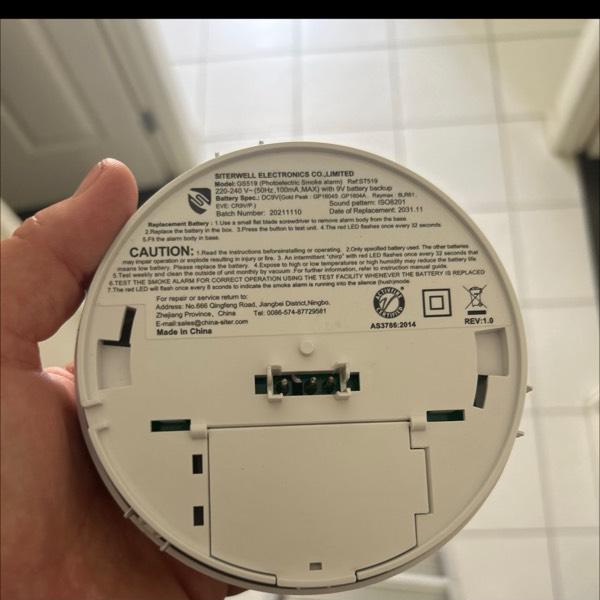 SITERWELL ELECTRONICS CO.,LIMITED
Model: GS519 (Photoelectric Smoke alarm) Ref:ST519
220-240 V~(50Hz,100mA,MAX) with 9V battery backup
Battery Spec.: DC9V(Gold Peak : GP1604S ,GP1604A , Raymax : 6LR61,
EVE: CR9V/P.) Sound pattern: ISO8201
Batch Number: 20211110 Date of Replacement: 2031.11
Replacement Battery : 1.Use a small flat blade screwdriver to remove alarm body from the base.
2.Replace the battery in the box. 3.Press the button to test unit. 4.The red LED flashes once every 32 seconds
5.Fit the alarm body in base.
CAUTION: 1.Read the instructions beforeinstalling or operating. 2.Only specified battery used. The other batteries
may impair operation or explode resulting in injury or fire. 3. An intermittent "chirp" with red LED flashes once every 32 seconds that
means low battery. Please replace the battery. 4.Expose to high or low temperatures or high humidity may reduce the battery life
5.Test weekly and clean the outside of unit monthly by vacuum .For further information, refer to instruction manual guide.
6.TEST THE SMOKE ALARM FOR CORRECT OPERATION USING THE TEST FACILITY WHENEVER THE BATTERY IS REPLACED
7.The red LED will flash once every 8 seconds to indicate the smoke alarm is running into the silence (hush)mode.
For repair or service return to:
Address: No.666 Qingfeng Road, Jiangbei District,Ningbo,
Zhejiang Province, China Tel: 0086-574-87729581
E-mail:sales@china-siter.com
Made in China
ACTIVFIRE
CERTIFIED
AS3786:2014
REV:1.0